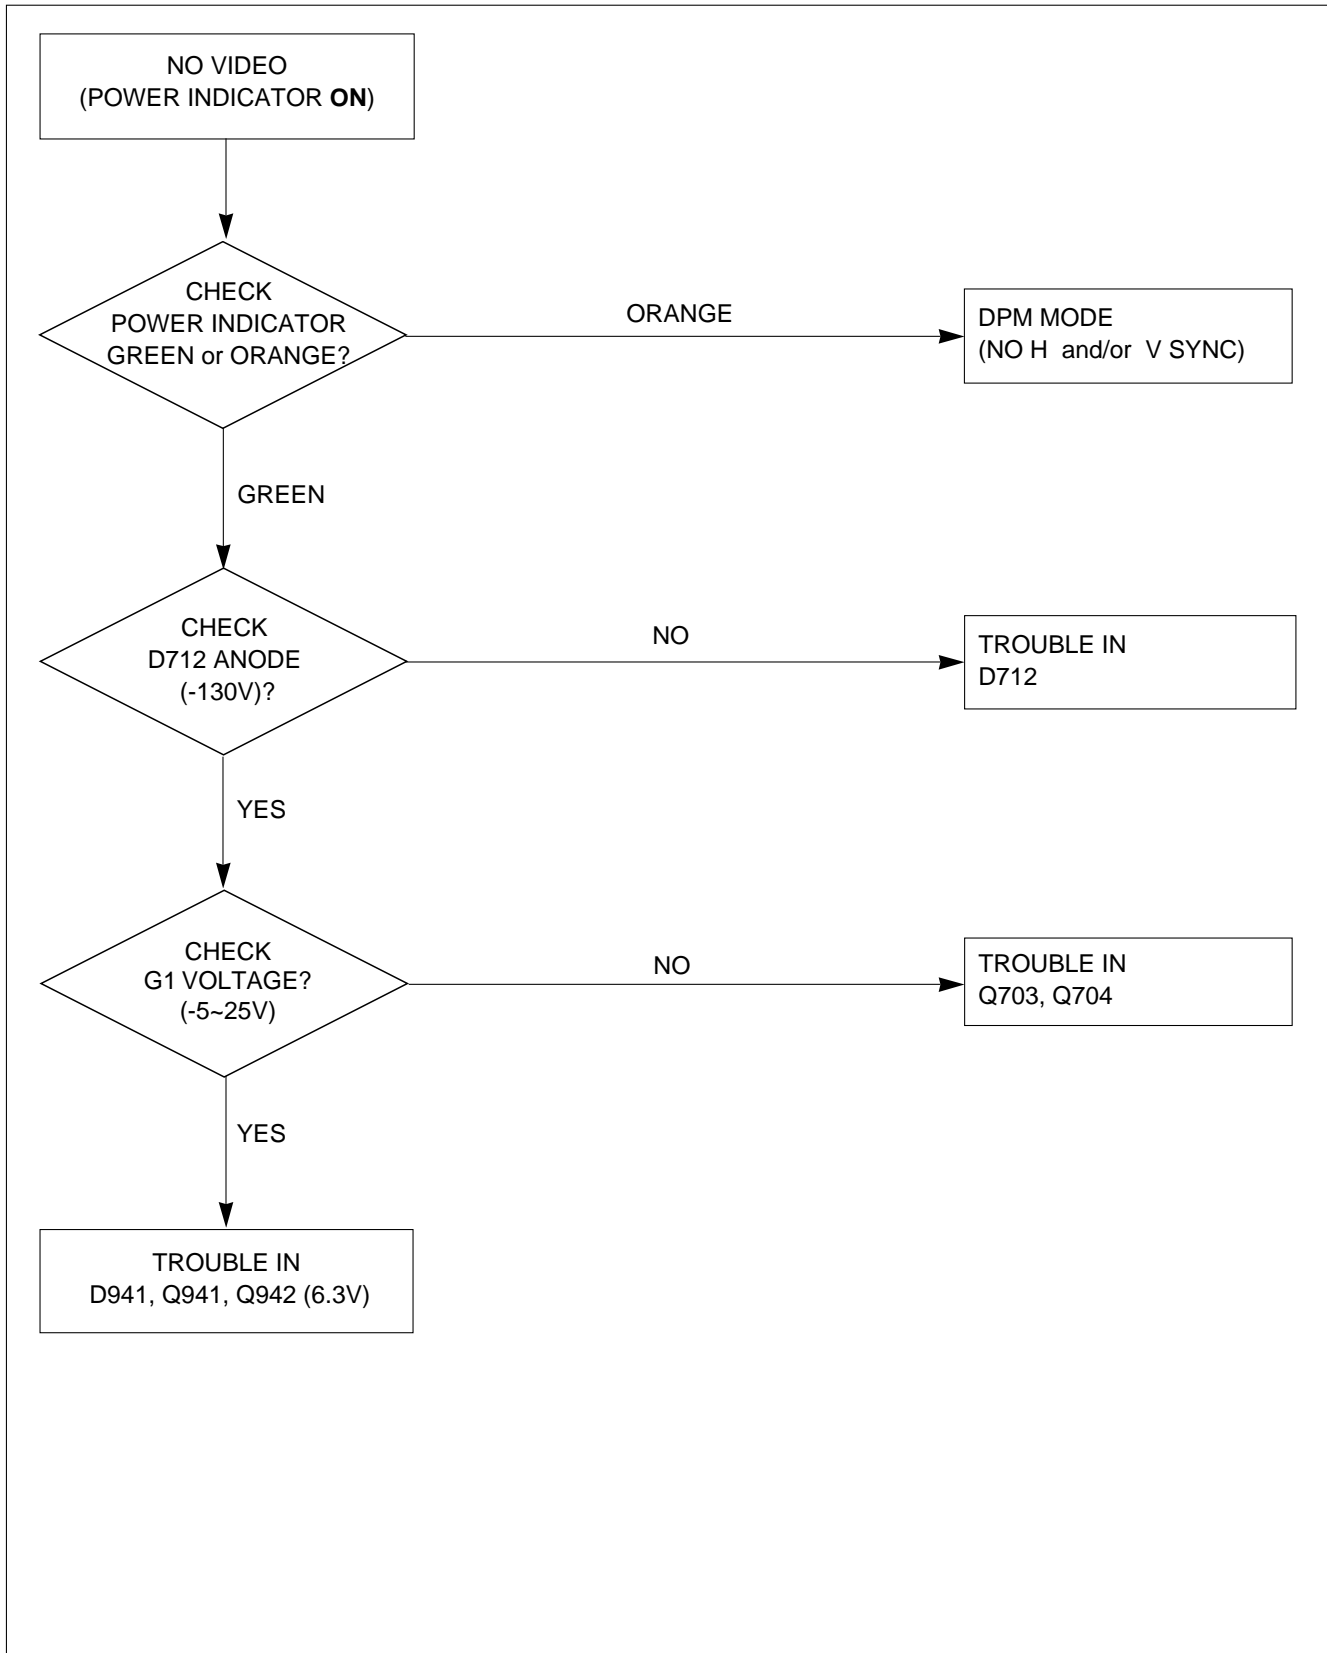 NO VIDEO
(POWER INDICATOR ON)
CHECK
POWER INDICATOR
GREEN or ORANGE?
ORANGE
DPM MODE
(NO H and/or V SYNC)
GREEN
CHECK
D712 ANODE
(-130V)?
NO
TROUBLE IN
D712
YES
CHECK
G1 VOLTAGE?
(-5~25V)
NO
TROUBLE IN
Q703, Q704
YES
TROUBLE IN
D941, Q941, Q942 (6.3V)